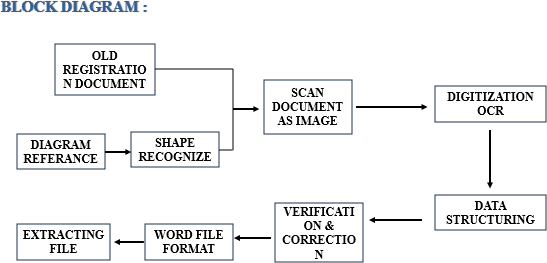 BLOCK DIAGRAM :
OLD
REGISTRATIO
N DOCUMENT
SCAN
DOCUMENT
AS IMAGE
DIGITIZATION
OCR
DIAGRAM
REFERANCE
SHAPE
RECOGNIZE
DATA
STRUCTURING
VERIFICATI
ON &
CORRECTIO
N
WORD FILE
FORMAT
EXTRACTING
FILE